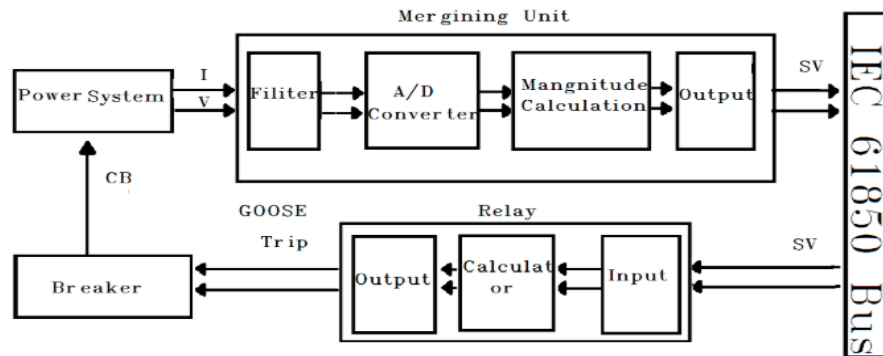 Mergining Unit
Power System
I
V
Filiter
A/D
Converter
Mangnitude
Calculation
Output
SV
IEC 61850 Bus
CB
GOOSE
Trip
Relay
Breaker
Output
Calculat
or
Input
SV